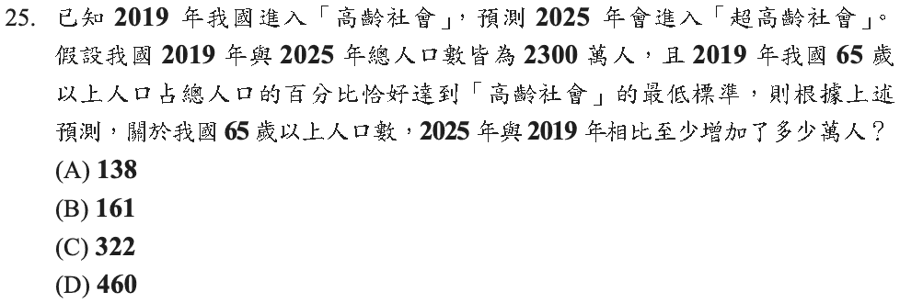 25. 已知 2019 年我國進入「高齡社會」，預測 2025 年會進入「超高齡社會」。
假設我國 2019 年與 2025 年總人口數皆為 2300 萬人，且 2019 年我國 65 歲
以上人口占總人口的百分比恰好達到「高齡社會」的最低標準，則根據上述
預測，關於我國 65 歲以上人口數，2025 年與 2019 年相比至少增加了多少萬人？
(A) 138
(B) 161
(C) 322
(D) 460